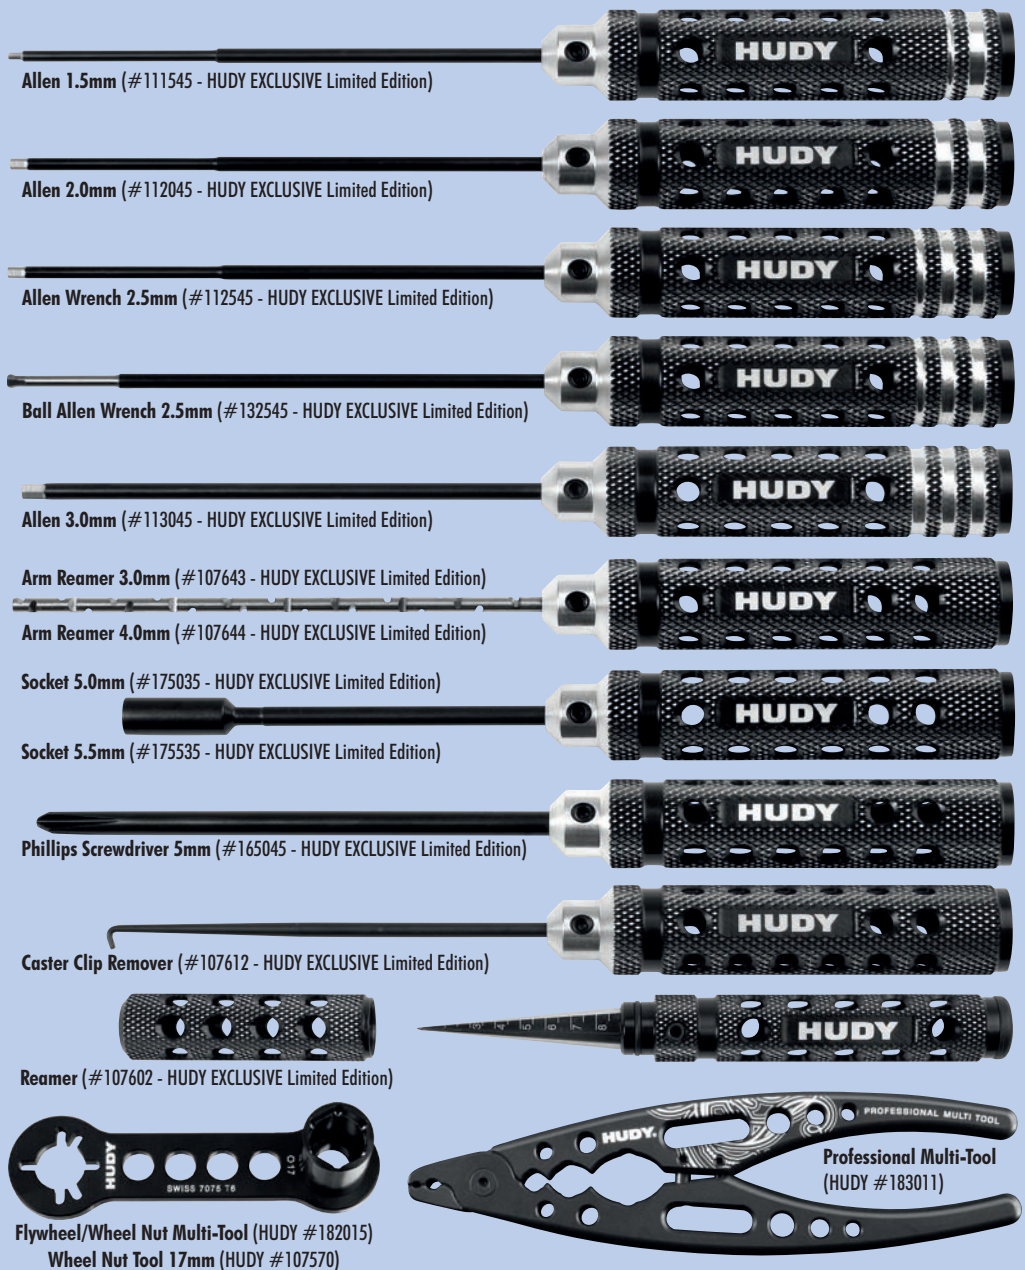 HUDY
Allen 1.5mm (#111545 - HUDY EXCLUSIVE Limited Edition)
HUDY
Allen 2.0mm (#112045 - HUDY EXCLUSIVE Limited Edition)
HUDY
Allen Wrench 2.5mm (#112545 - HUDY EXCLUSIVE Limited Edition)
HUDY
Ball Allen Wrench 2.5mm (#132545 - HUDY EXCLUSIVE Limited Edition)
HUDY
Allen 3.0mm (#113045 - HUDY EXCLUSIVE Limited Edition)
Arm Reamer 3.0mm (#107643 - HUDY EXCLUSIVE Limited Edition)
HUDY
Arm Reamer 4.0mm (#107644 - HUDY EXCLUSIVE Limited Edition)
Socket 5.0mm (#175035 - HUDY EXCLUSIVE Limited Edition)
HUDY
Socket 5.5mm (#175535 - HUDY EXCLUSIVE Limited Edition)
HUDY
Phillips Screwdriver 5mm (#165045 - HUDY EXCLUSIVE Limited Edition)
HUDY
Caster Clip Remover (#107612 - HUDY EXCLUSIVE Limited Edition)
3 4 5 6 7 8
HUDY
Reamer (#107602 - HUDY EXCLUSIVE Limited Edition)
HUDY
SWISS 7075 T6
O17
Flywheel/Wheel Nut Multi-Tool (HUDY #182015)
Wheel Nut Tool 17mm (HUDY #107570)
HUDY.
PROFESSIONAL MULTI TOOL
Professional Multi-Tool
(HUDY #183011)